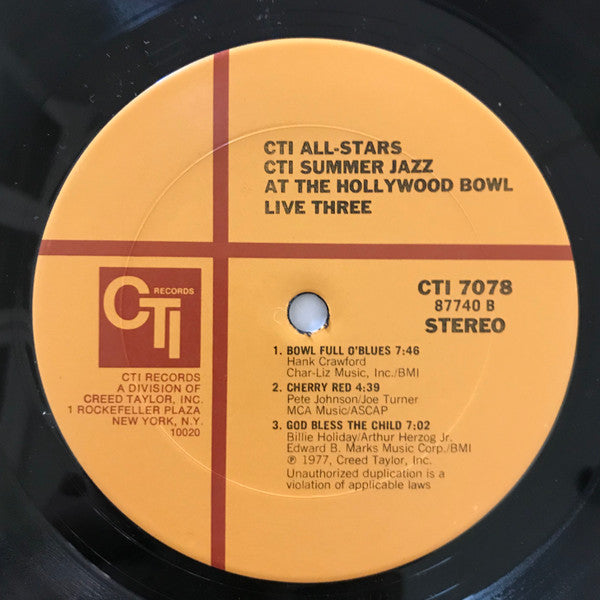 CTI ALL-STARS
CTI SUMMER JAZZ
AT THE HOLLYWOOD BOWL
LIVE THREE
CTI RECORDS
CTI RECORDS
A DIVISION OF
CREED TAYLOR, INC.
1 ROCKEFELLER PLAZA
NEW YORK, N.Y.
10020
CTI 7078
87740 B
STEREO
1. BOWL FULL O'BLUES 7:46
Hank Crawford
Char-Liz Music, Inc./BMI
2. CHERRY RED 4:39
Pete Johnson/Joe Turner
MCA Music/ASCAP
3. GOD BLESS THE CHILD 7:02
Billie Holiday/Arthur Herzog Jr.
Edward B. Marks Music Corp./BMI
℗ 1977, Creed Taylor, Inc.
Unauthorized duplication is a
violation of applicable laws